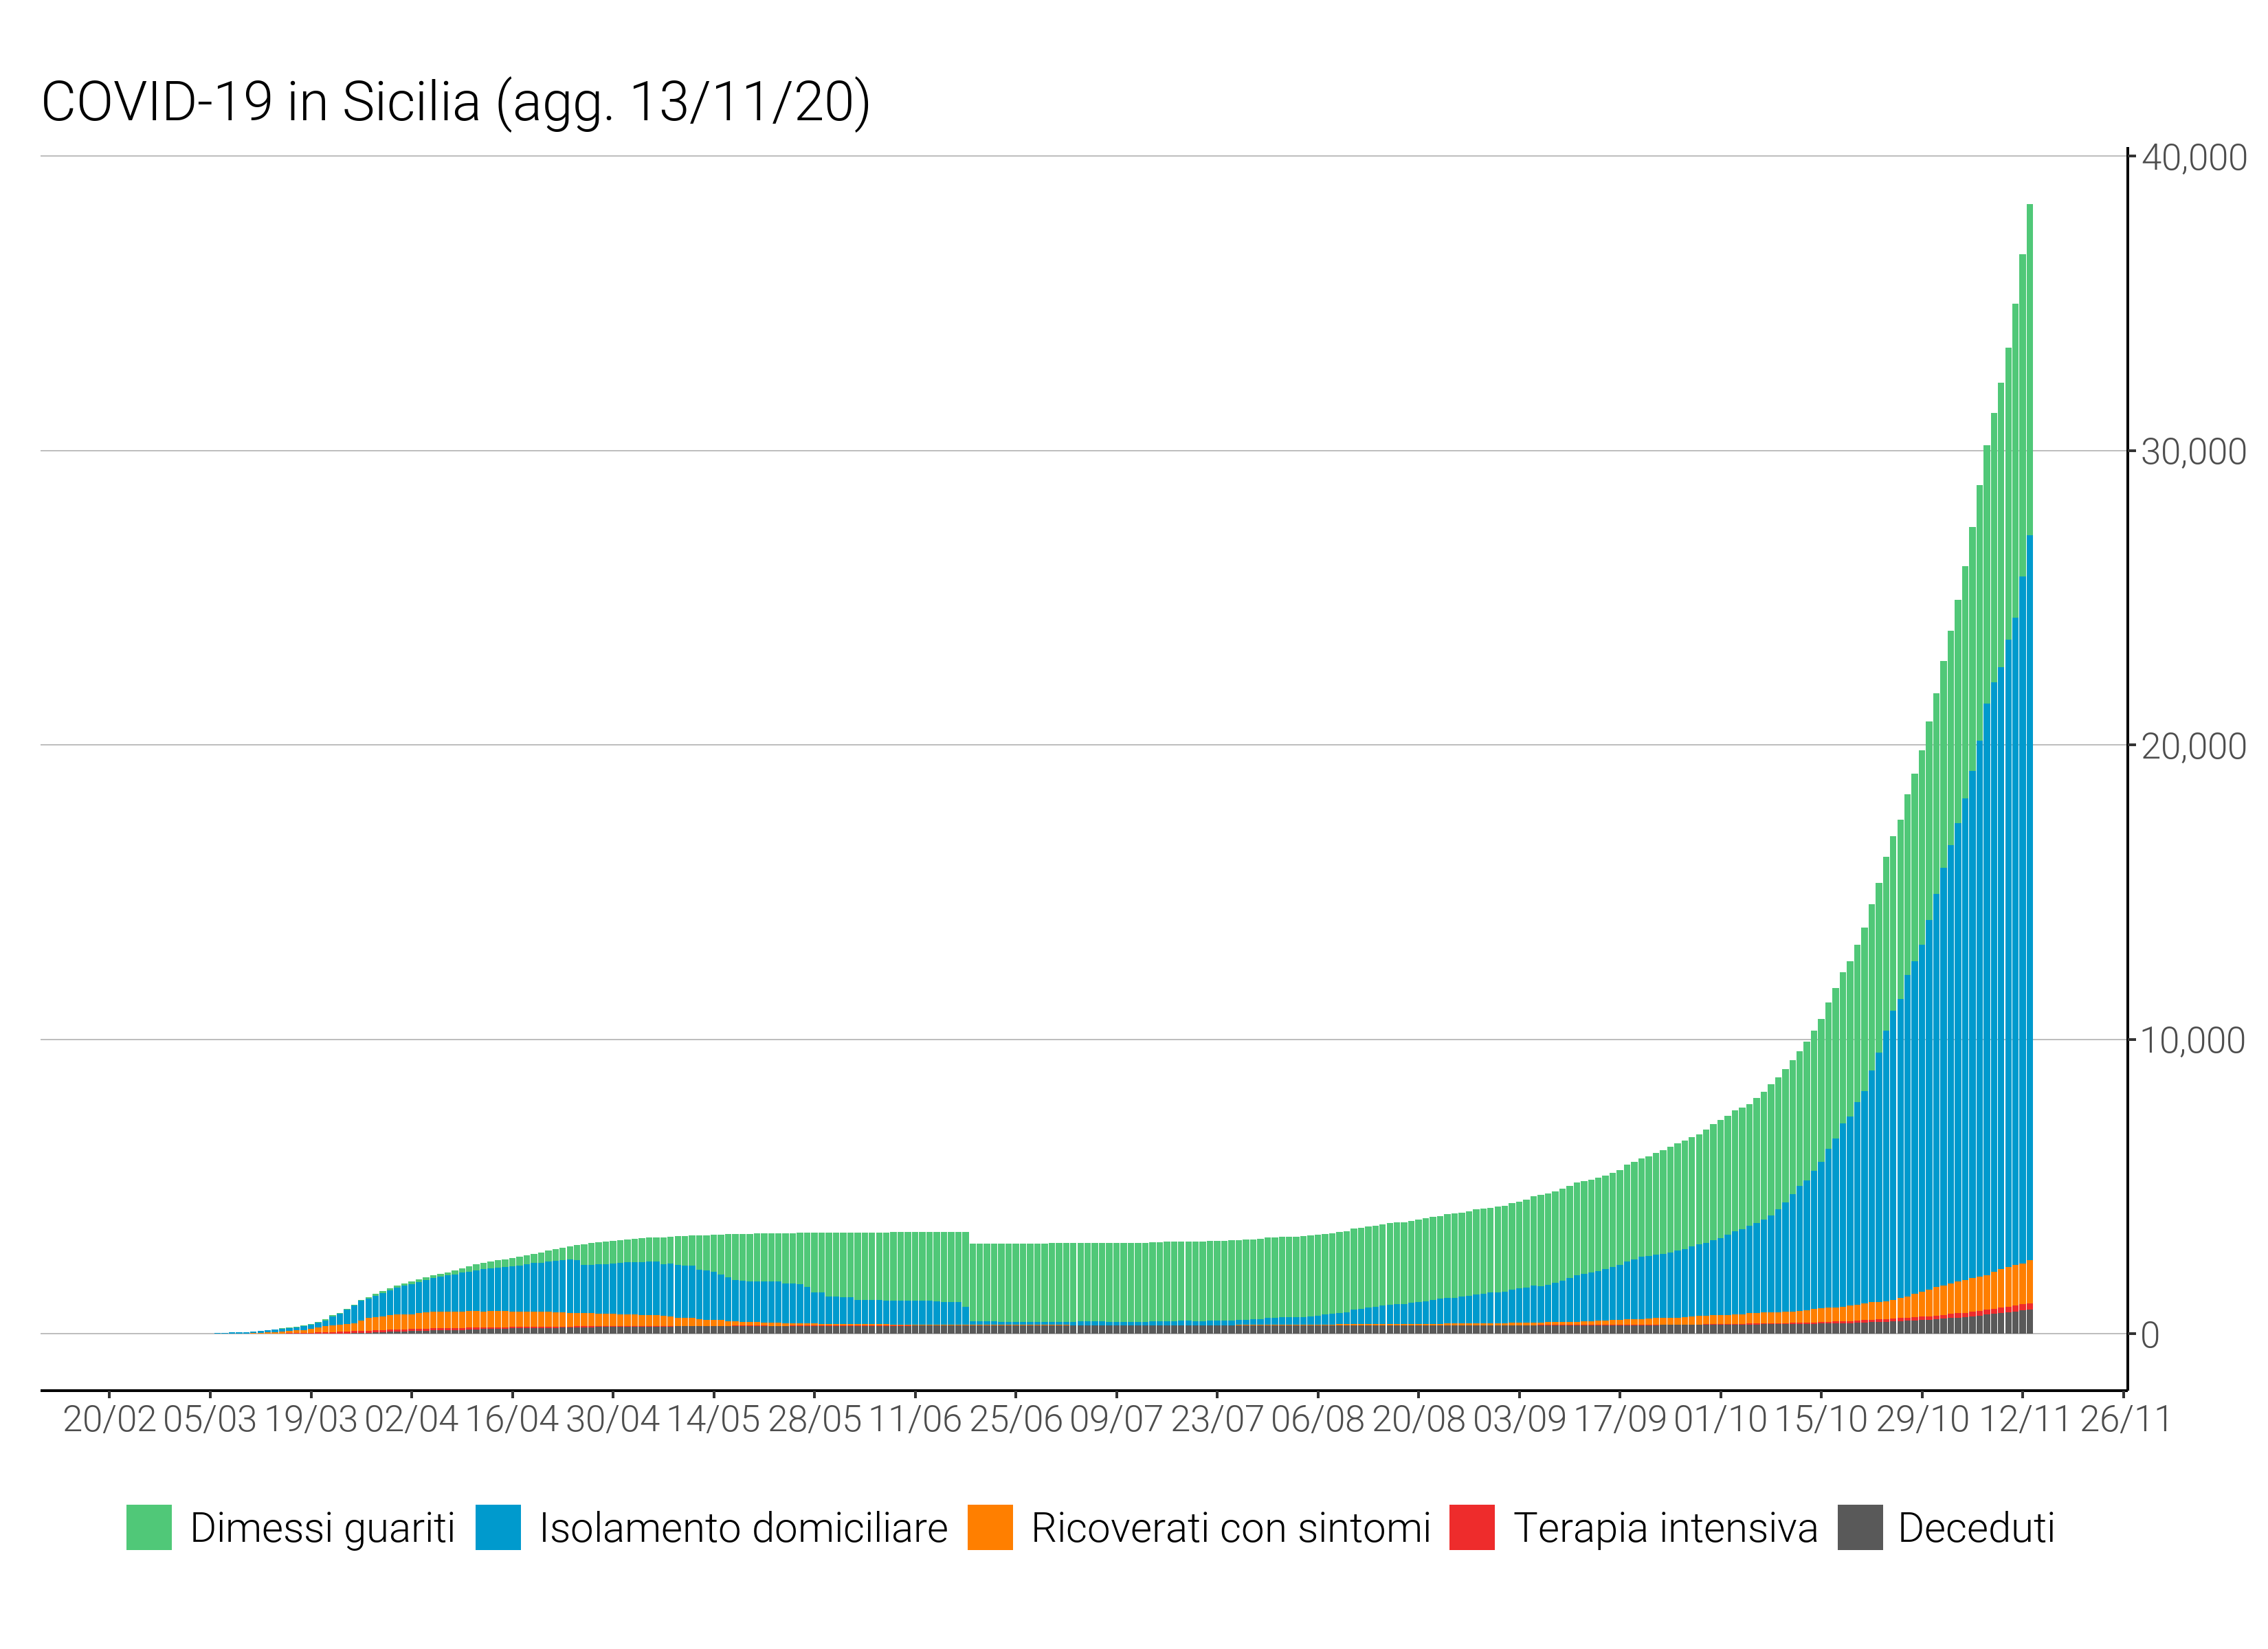 COVID-19 in Sicilia (agg. 13/11/20)
40,000
30,000
20,000
10,000
0
20/02 05/03 19/03 02/04 16/04 30/04 14/05 28/05 11/06 25/06 09/07 23/07 06/08 20/08 03/09 17/09 01/10 15/10 29/10 12/11 26/11
Dimessi guariti Isolamento domiciliare Ricoverati con sintomi Terapia intensiva Deceduti